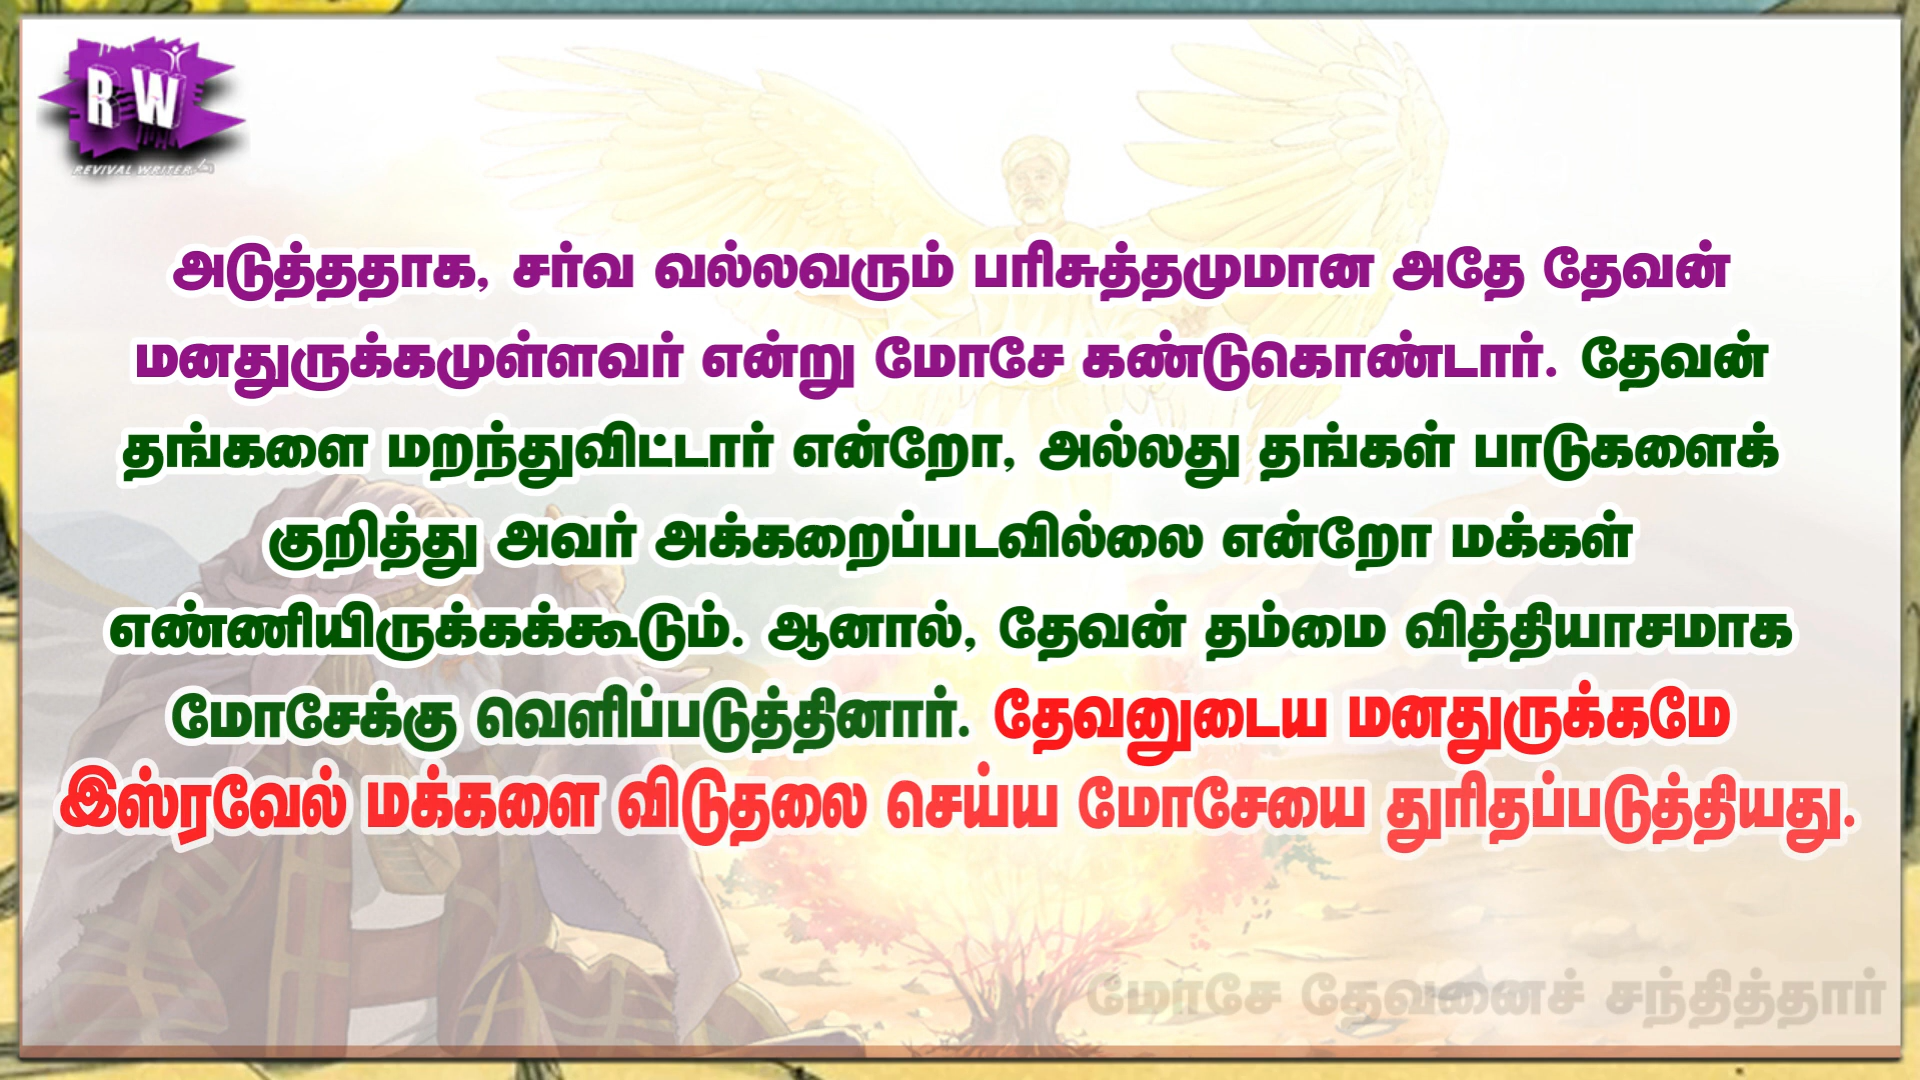 RW
REVIVAL WRITER
அடுத்ததாக, சர்வ வல்லவரும் பரிசுத்தமுமான அதே தேவன்
மனதுருக்கமுள்ளவர் என்று மோசே கண்டுகொண்டார். தேவன்
தங்களை மறந்துவிட்டார் என்றோ, அல்லது தங்கள் பாடுகளைக்
குறித்து அவர் அக்கறைப்படவில்லை என்றோ மக்கள்
எண்ணியிருக்கக்கூடும். ஆனால், தேவன் தம்மை வித்தியாசமாக
மோசேக்கு வெளிப்படுத்தினார். தேவனுடைய மனதுருக்கமே
இஸ்ரவேல் மக்களை விடுதலை செய்ய மோசேயை துரிதப்படுத்தியது.
மோசே தேவனைச் சந்தித்தார்